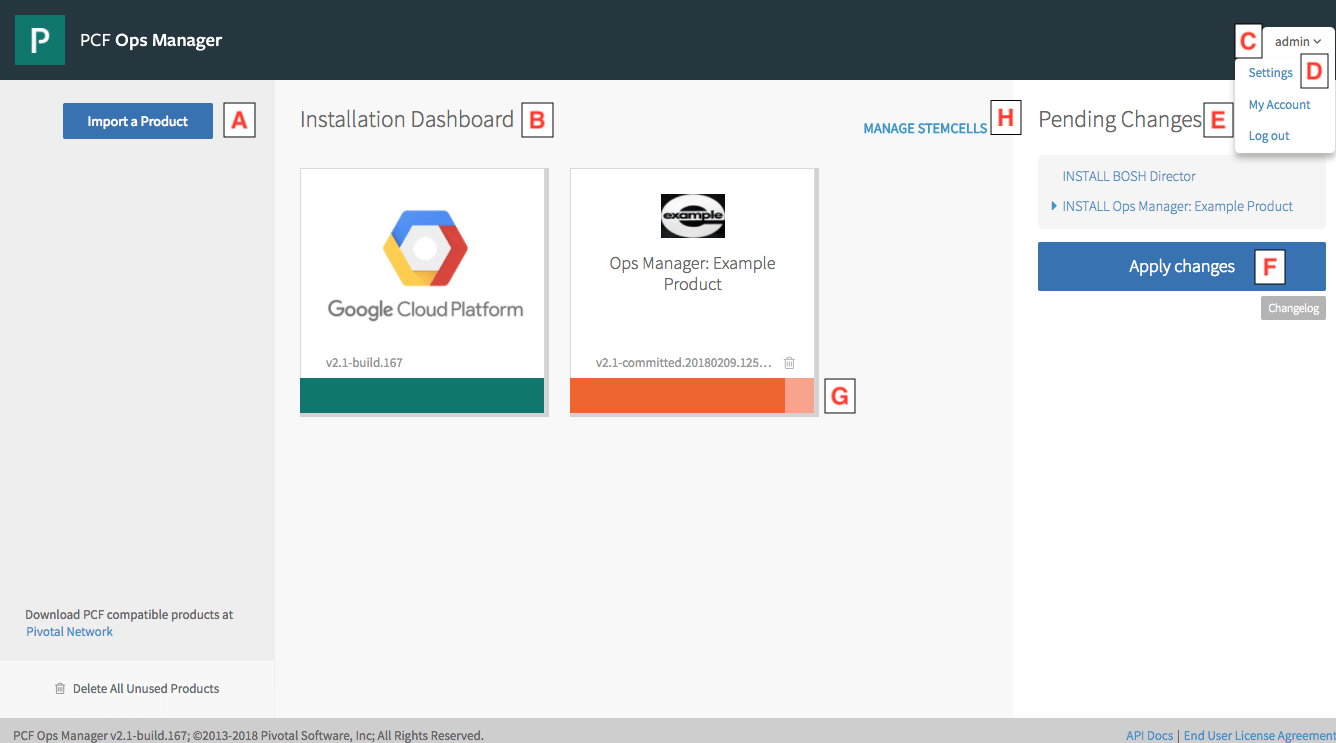 P
PCF Ops Manager
C
admin
Settings
D
My Account
Log out
Import a Product
A
Installation Dashboard
B
MANAGE STEMCELLS
H
Pending Changes
E
INSTALL BOSH Director
INSTALL Ops Manager: Example Product
Apply changes
F
Changelog
Google Cloud Platform
v2.1-build.167
example
Ops Manager: Example
Product
v2.1-committed.20180209.125...
G
Download PCF compatible products at
Pivotal Network
Delete All Unused Products
PCF Ops Manager v2.1-build.167; ©2013-2018 Pivotal Software, Inc; All Rights Reserved.
API Docs | End User License Agreement